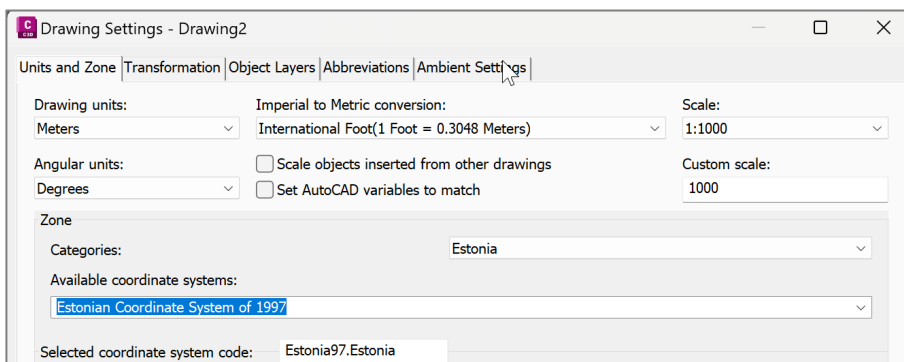 C
C3D
Drawing Settings - Drawing2
Units and Zone Transformation Object Layers Abbreviations Ambient Settings
Drawing units: Imperial to Metric conversion: Scale:
Meters International Foot(1 Foot = 0.3048 Meters) 1:1000
Angular units: Scale objects inserted from other drawings Custom scale:
Degrees Set AutoCAD variables to match 1000
Zone
Categories: Estonia
Available coordinate systems:
Estonian Coordinate System of 1997
Selected coordinate system code: Estonia97.Estonia